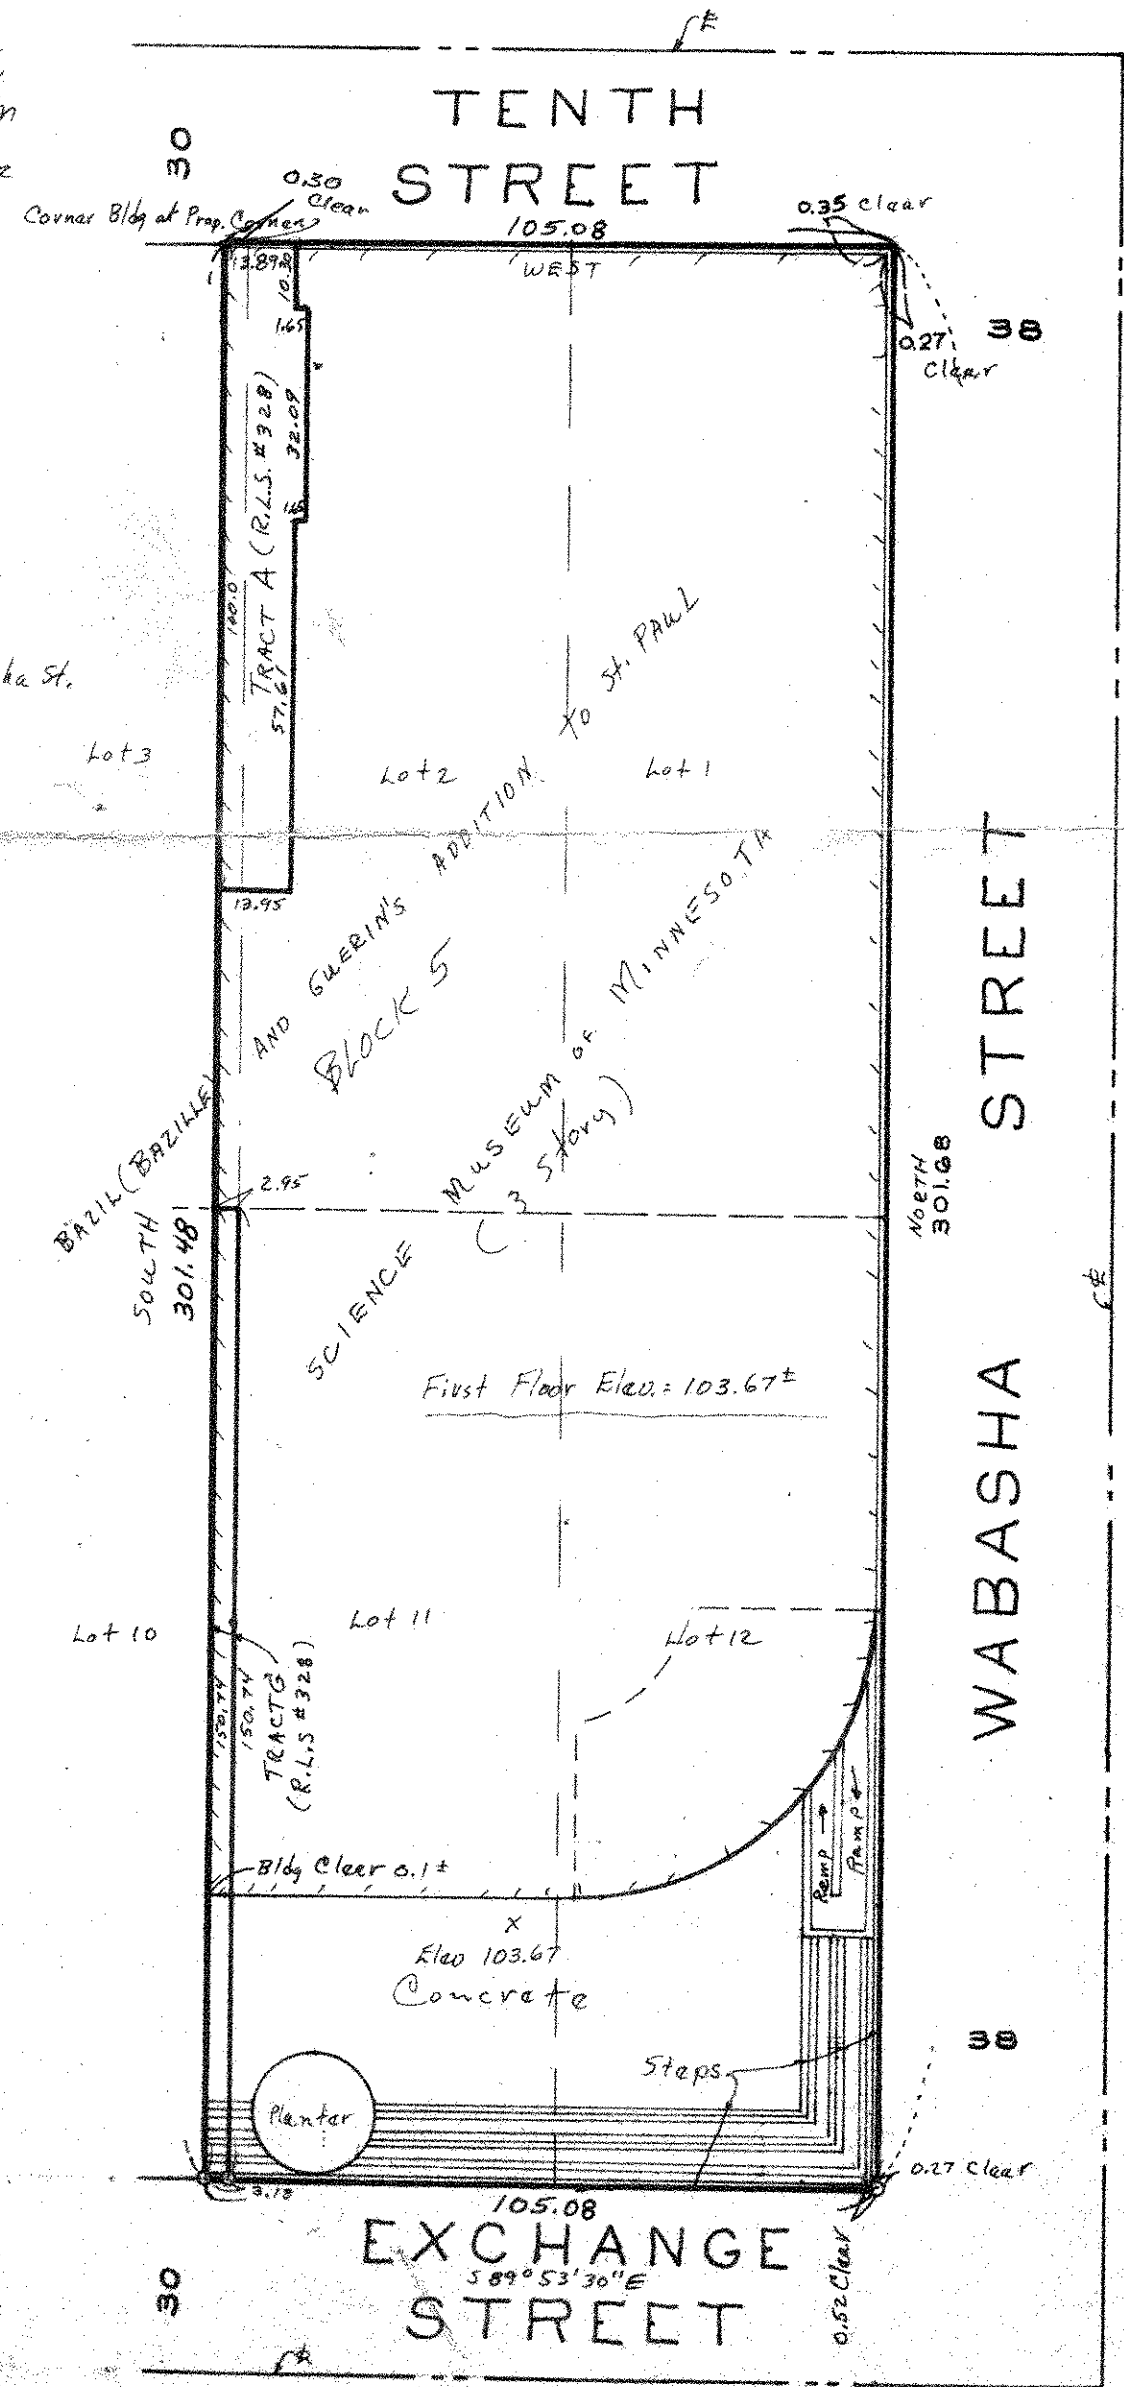 TENTH
STREET
30
0.30
Clear
Cornar Bldg at Prop. Corner
105.08
0.35 Clear
WEST
13.89
1.65
0.27
Clear
38
TRACT A (R.L.S. #328)
32.09
1.65
100.0
57.61
ha St.
Lot 3
Lot 2
Lot 1
13.95
BAZIL (BAZILLE) AND GUERIN'S ADDITION TO St. PAUL
BLOCK 5
SCIENCE MUSEUM OF MINNESOTA
(3 Story)
2.95
SOUTH
301.48
NORTH
301.68
WABASHA STREET
First Floor Elev. = 103.67±
Lot 10
Lot 11
Lot 12
150.74
150.74
TRACT G
(R.L.S #328)
Ramp
Ramp
Bldg Clear 0.1±
X
Elev 103.67
Concrete
38
Steps
Planter
0.27 Clear
3.18
105.08
EXCHANGE
S 89° 53' 30" E
STREET
0.52 Clear
30